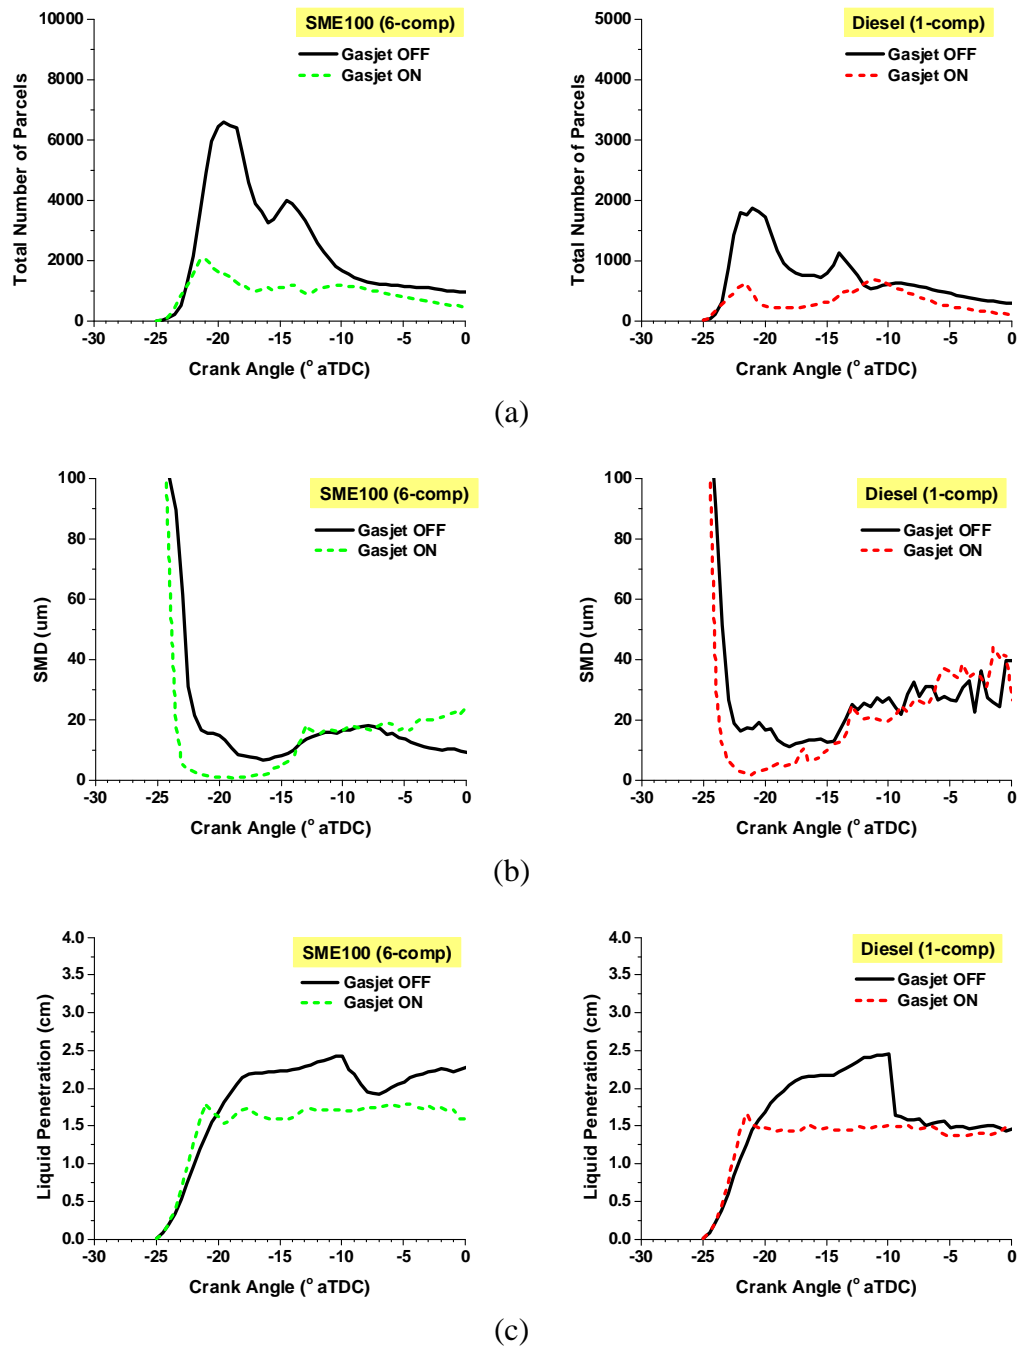 SME100 (6-comp)
Gasjet OFF
Gasjet ON
Total Number of Parcels
10000
8000
6000
4000
2000
0
-30 -25 -20 -15 -10 -5 0
Crank Angle (° aTDC)
Diesel (1-comp)
Gasjet OFF
Gasjet ON
Total Number of Parcels
5000
4000
3000
2000
1000
0
-30 -25 -20 -15 -10 -5 0
Crank Angle (° aTDC)
(a)
SME100 (6-comp)
Gasjet OFF
Gasjet ON
SMD (um)
100
80
60
40
20
0
-30 -25 -20 -15 -10 -5 0
Crank Angle (° aTDC)
Diesel (1-comp)
Gasjet OFF
Gasjet ON
SMD (um)
100
80
60
40
20
0
-30 -25 -20 -15 -10 -5 0
Crank Angle (° aTDC)
(b)
SME100 (6-comp)
Gasjet OFF
Gasjet ON
Liquid Penetration (cm)
4.0
3.5
3.0
2.5
2.0
1.5
1.0
0.5
0.0
-30 -25 -20 -15 -10 -5 0
Crank Angle (° aTDC)
Diesel (1-comp)
Gasjet OFF
Gasjet ON
Liquid Penetration (cm)
4.0
3.5
3.0
2.5
2.0
1.5
1.0
0.5
0.0
-30 -25 -20 -15 -10 -5 0
Crank Angle (° aTDC)
(c)